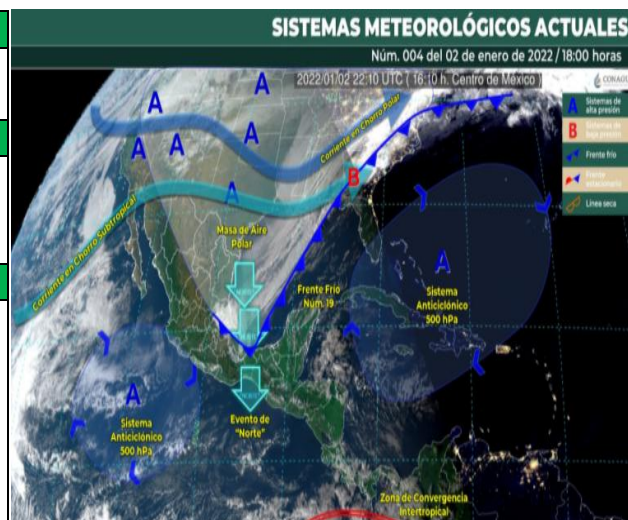 SISTEMAS METEOROLÓGICOS ACTUALES
Núm. 004 del 02 de enero de 2022 / 18:00 horas
2022/01/02 22:10 UTC ( 16:10 h. Centro de México )
CONAGUA
A Sistemas de
alta presión
B Sistemas de
baja presión
Frente frío
Frente
estacionario
Línea seca
A
A
A
A
A
A
A
Corriente en Chorro Polar
B
A
Corriente en Chorro Subtropical
Masa de Aire
Polar
NORTE
Frente Frío
Núm. 19
A
Sistema
Anticiclónico
500 hPa
NORTE
A
Sistema
Anticiclónico
500 hPa
Evento de
"Norte"
Zona de Convergencia
Intertropical